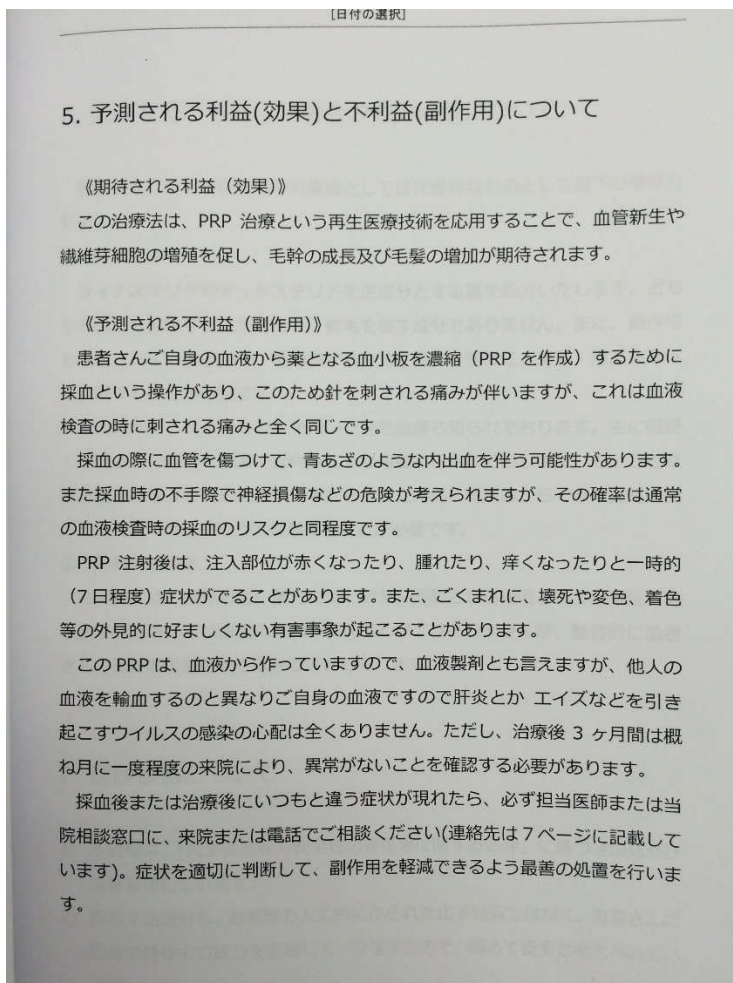 [日付の選択]
5. 予測される利益(効果)と不利益(副作用)について
《期待される利益（効果）》
この治療法は、PRP 治療という再生医療技術を応用することで、血管新生や
繊維芽細胞の増殖を促し、毛幹の成長及び毛髪の増加が期待されます。
《予測される不利益（副作用）》
患者さんご自身の血液から薬となる血小板を濃縮（PRP を作成）するために
採血という操作があり、このため針を刺される痛みが伴いますが、これは血液
検査の時に刺される痛みと全く同じです。
採血の際に血管を傷つけて、青あざのような内出血を伴う可能性があります。
また採血時の不手際で神経損傷などの危険が考えられますが、その確率は通常
の血液検査時の採血のリスクと同程度です。
PRP 注射後は、注入部位が赤くなったり、腫れたり、痒くなったりと一時的
（7 日程度）症状がでることがあります。また、ごくまれに、壊死や変色、着色
等の外見的に好ましくない有害事象が起こることがあります。
この PRP は、血液から作っていますので、血液製剤とも言えますが、他人の
血液を輸血するのと異なりご自身の血液ですので肝炎とか エイズなどを引き
起こすウイルスの感染の心配は全くありません。ただし、治療後 3 ヶ月間は概
ね月に一度程度の来院により、異常がないことを確認する必要があります。
採血後または治療後にいつもと違う症状が現れたら、必ず担当医師または当
院相談窓口に、来院または電話でご相談ください(連絡先は 7 ページに記載して
います)。症状を適切に判断して、副作用を軽減できるよう最善の処置を行いま
す。